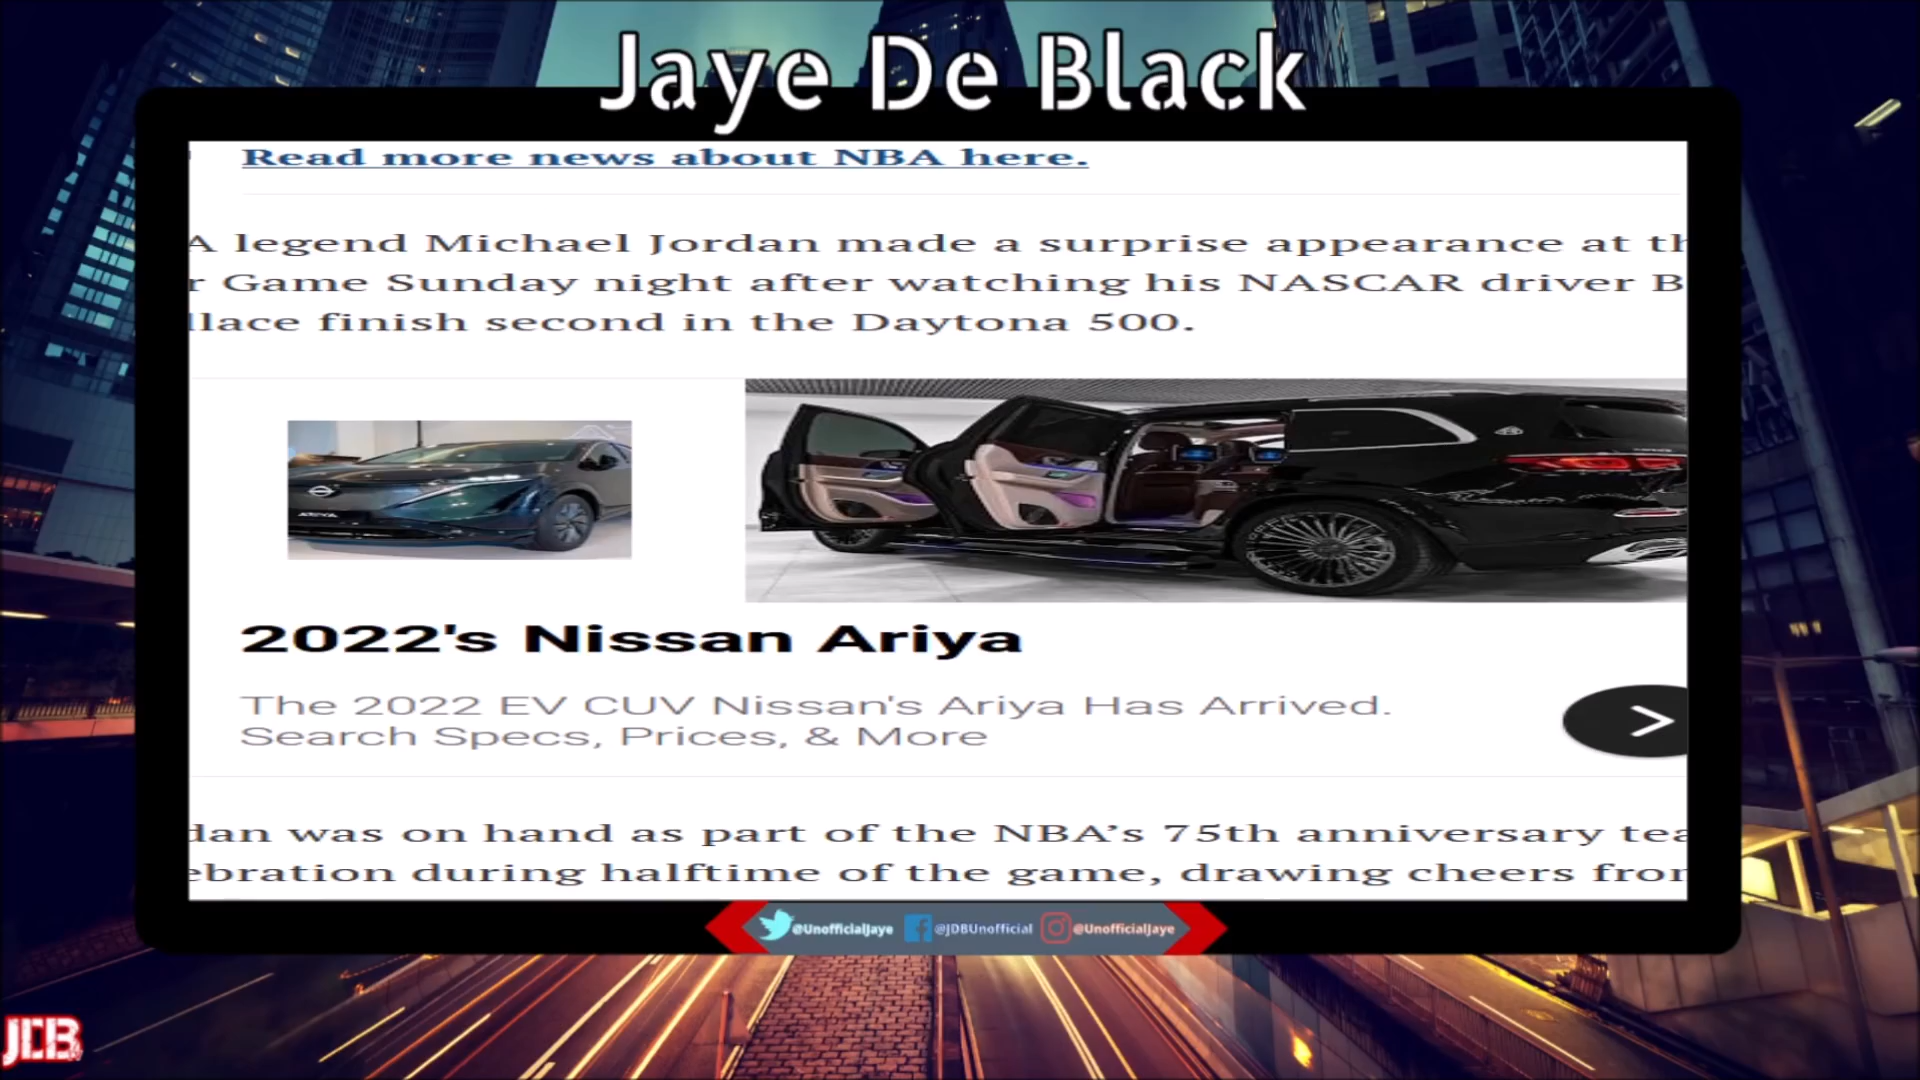 Jaye De Black
Read more news about NBA here.
A legend Michael Jordan made a surprise appearance at th
r Game Sunday night after watching his NASCAR driver B
llace finish second in the Daytona 500.
ARIYA
2022's Nissan Ariya
The 2022 EV CUV Nissan's Ariya Has Arrived.
Search Specs, Prices, & More
dan was on hand as part of the NBA's 75th anniversary tea
ebration during halftime of the game, drawing cheers from
@UnofficialJaye @JDBUnofficial @UnofficialJaye
JDB